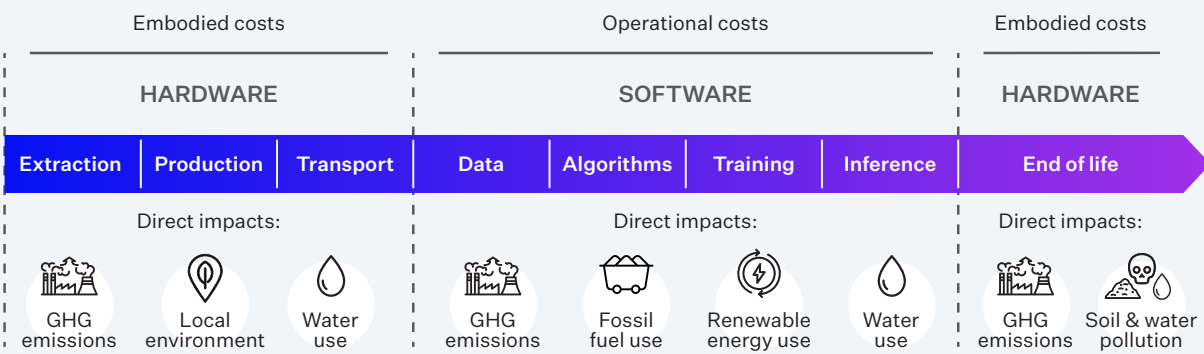 Embodied costs
Operational costs
Embodied costs
HARDWARE
SOFTWARE
HARDWARE
Extraction
Production
Transport
Data
Algorithms
Training
Inference
End of life
Direct impacts:
Direct impacts:
Direct impacts:
GHG
emissions
Local
environment
Water
use
GHG
emissions
Fossil
fuel use
Renewable
energy use
Water
use
GHG
emissions
Soil & water
pollution